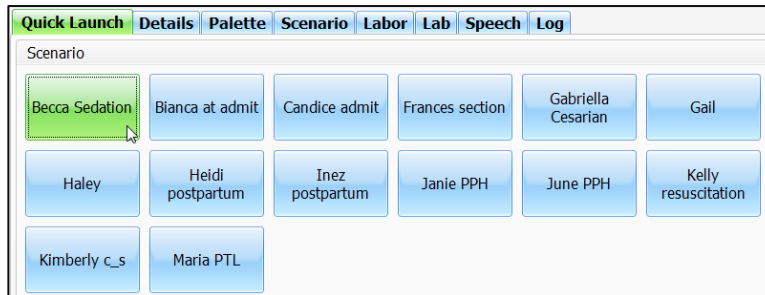 Quick Launch Details Palette Scenario Labor Lab Speech Log
Scenario
Becca Sedation
Bianca at admit
Candice admit
Frances section
Gabriella
Cesarian
Gail
Haley
Heidi
postpartum
Inez
postpartum
Janie PPH
June PPH
Kelly
resuscitation
Kimberly c_s
Maria PTL